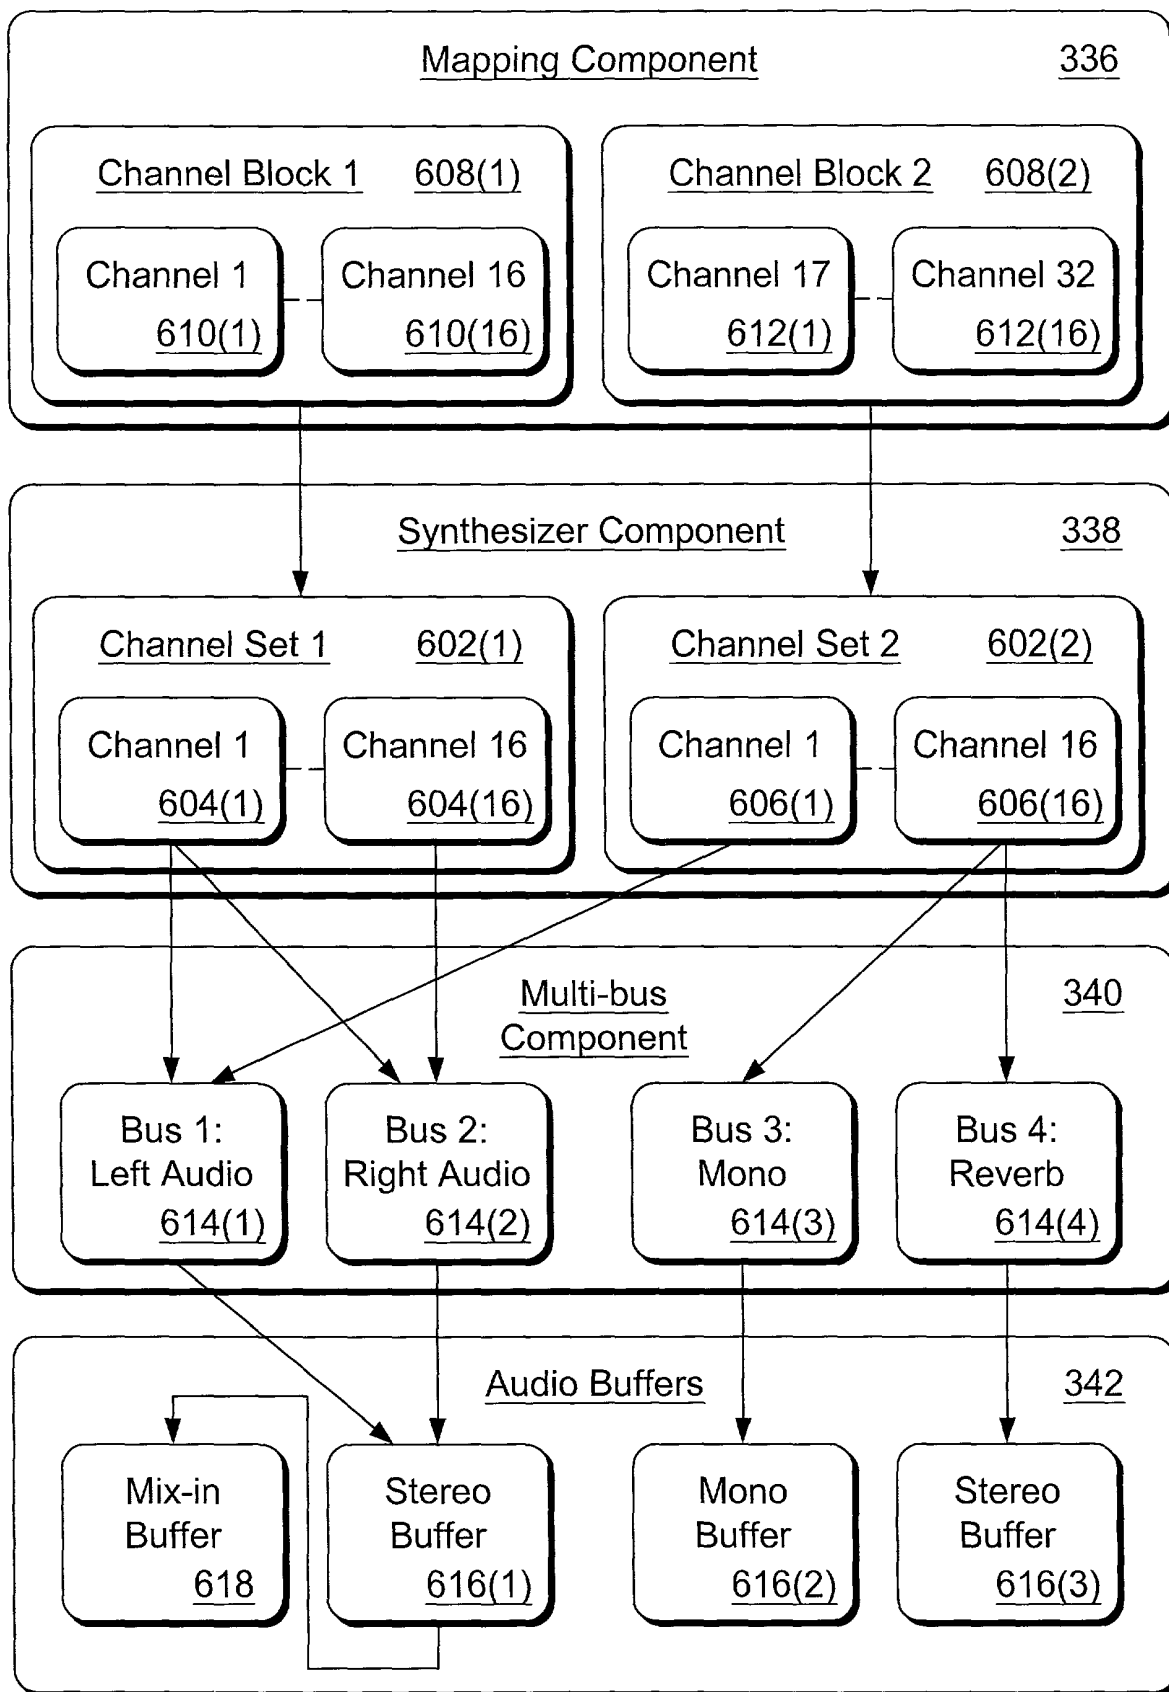 Mapping Component 336
Channel Block 1 608(1)
Channel Block 2 608(2)
Channel 1
610(1)
Channel 16
610(16)
Channel 17
612(1)
Channel 32
612(16)
Synthesizer Component 338
Channel Set 1 602(1)
Channel Set 2 602(2)
Channel 1
604(1)
Channel 16
604(16)
Channel 1
606(1)
Channel 16
606(16)
Multi-bus
Component
340
Bus 1:
Left Audio
614(1)
Bus 2:
Right Audio
614(2)
Bus 3:
Mono
614(3)
Bus 4:
Reverb
614(4)
Audio Buffers 342
Mix-in
Buffer
618
Stereo
Buffer
616(1)
Mono
Buffer
616(2)
Stereo
Buffer
616(3)